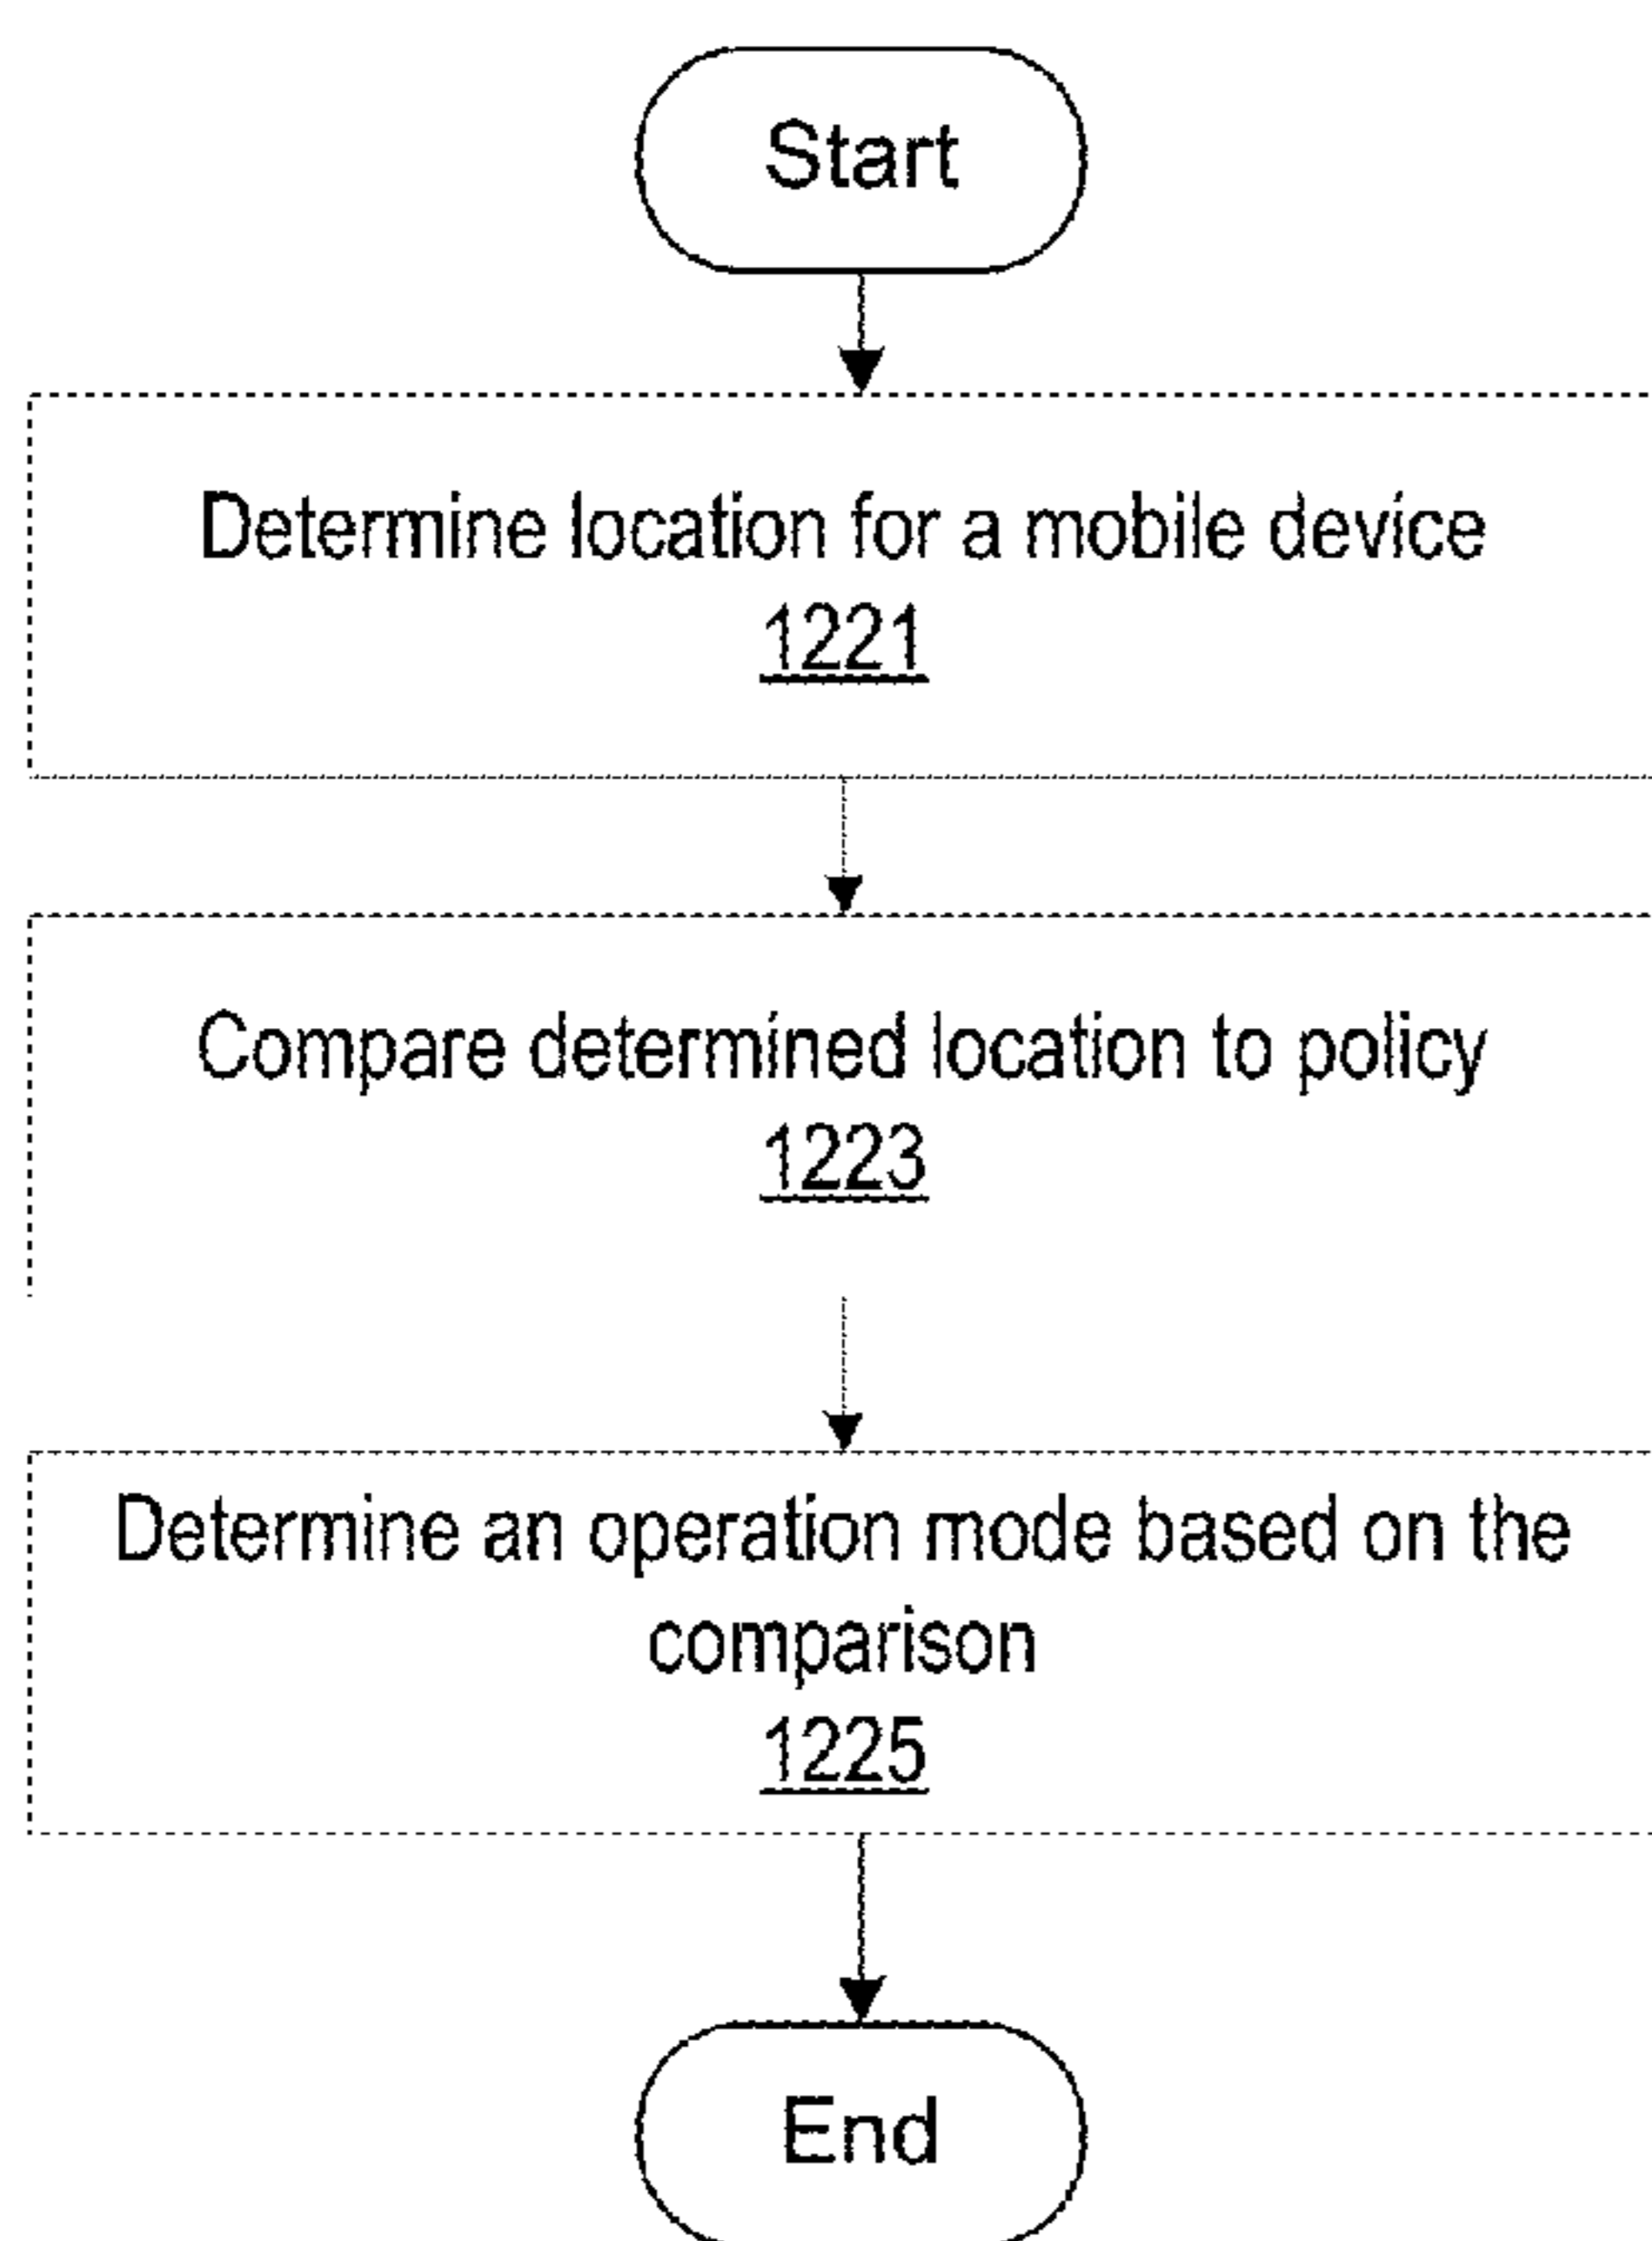 Start
Determine location for a mobile device
1221
Compare determined location to policy
1223
Determine an operation mode based on the
comparison
1225
End